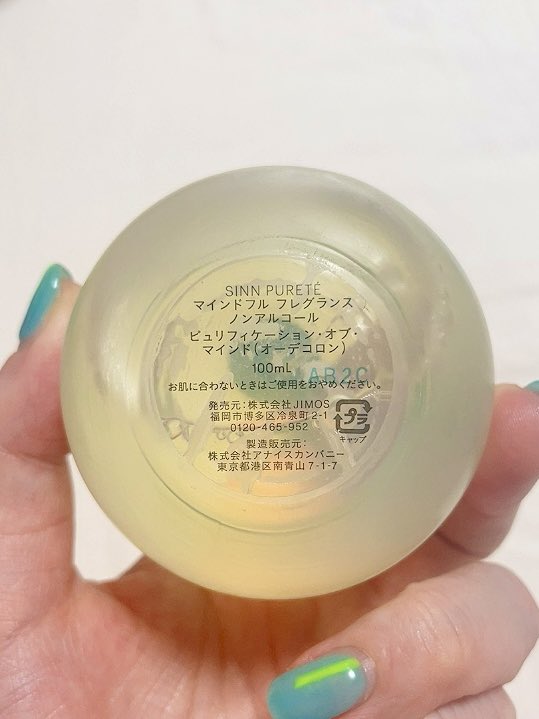 SINN PURETÉ
マインドフル フレグランス
ノンアルコール
ピュリフィケーション・オブ・
マインド(オーデコロン)
100mL
AB2C
お肌に合わないときはご使用をおやめください。
発売元:株式会社JIMOS
福岡市博多区冷泉町2-1
0120-465-952
プラ
キャップ
製造販売元:
株式会社アナイスカンパニー
東京都港区南青山7-1-7